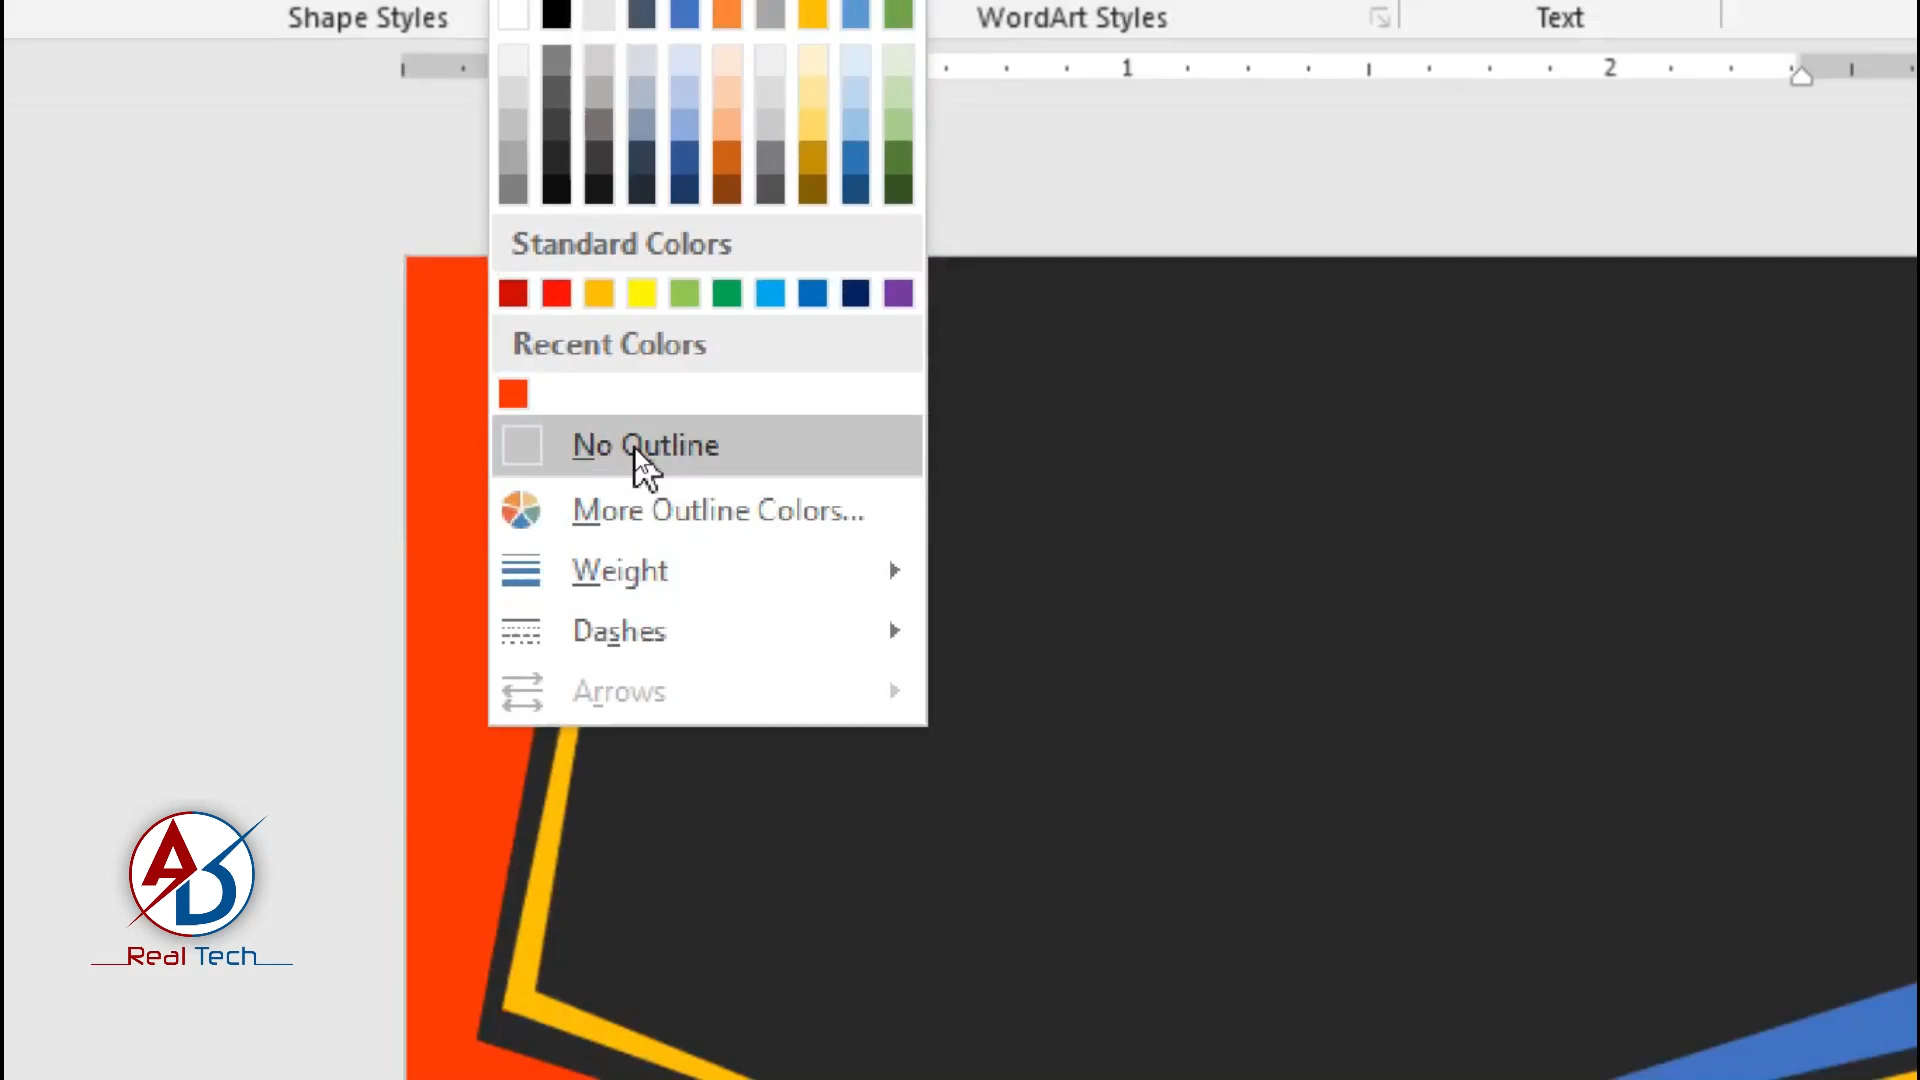 Shape Styles
WordArt Styles
Text
1
2
Standard Colors
Recent Colors
No Outline
More Outline Colors...
Weight
Dashes
Arrows
AD
Real Tech